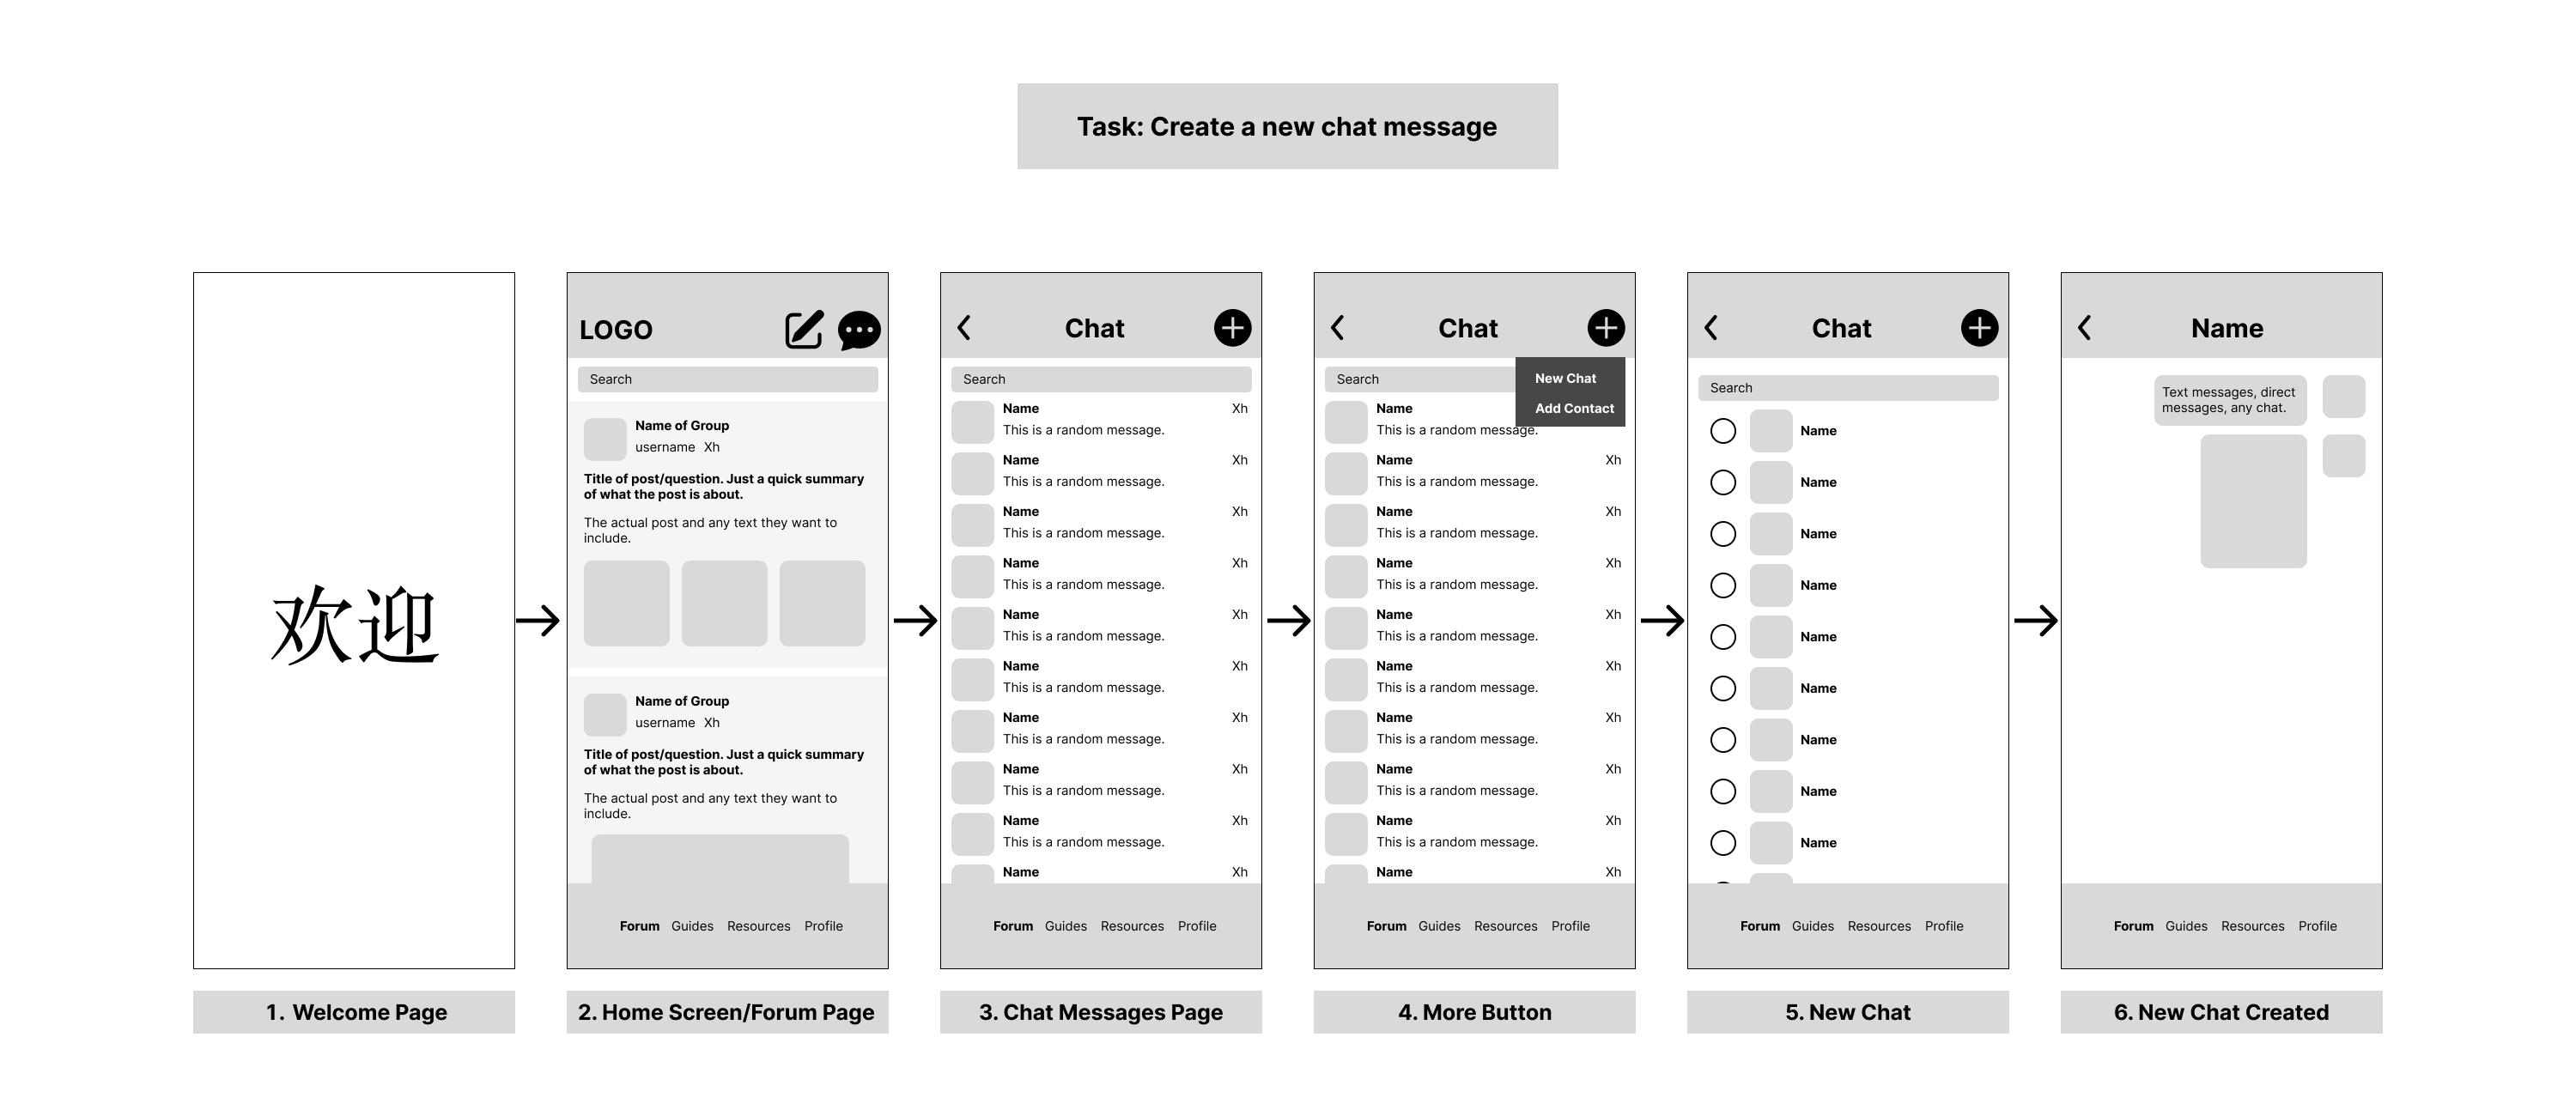 Task: Create a new chat message
欢迎
1. Welcome Page
LOGO
Search
Name of Group
username Xh
Title of post/question. Just a quick summary
of what the post is about.
The actual post and any text they want to
include.
Name of Group
username Xh
Title of post/question. Just a quick summary
of what the post is about.
The actual post and any text they want to
include.
Forum Guides Resources Profile
2. Home Screen/Forum Page
Chat
Search
Name Xh
This is a random message.
Name Xh
This is a random message.
Name Xh
This is a random message.
Name Xh
This is a random message.
Name Xh
This is a random message.
Name Xh
This is a random message.
Name Xh
This is a random message.
Name Xh
This is a random message.
Name Xh
This is a random message.
Name Xh
Forum Guides Resources Profile
3. Chat Messages Page
Chat
Search
New Chat
Add Contact
Name
This is a random message.
Name Xh
This is a random message.
Name Xh
This is a random message.
Name Xh
This is a random message.
Name Xh
This is a random message.
Name Xh
This is a random message.
Name Xh
This is a random message.
Name Xh
This is a random message.
Name Xh
This is a random message.
Name Xh
Forum Guides Resources Profile
4. More Button
Chat
Search
Name
Name
Name
Name
Name
Name
Name
Name
Name
Forum Guides Resources Profile
5. New Chat
Name
Text messages, direct
messages, any chat.
Forum Guides Resources Profile
6. New Chat Created